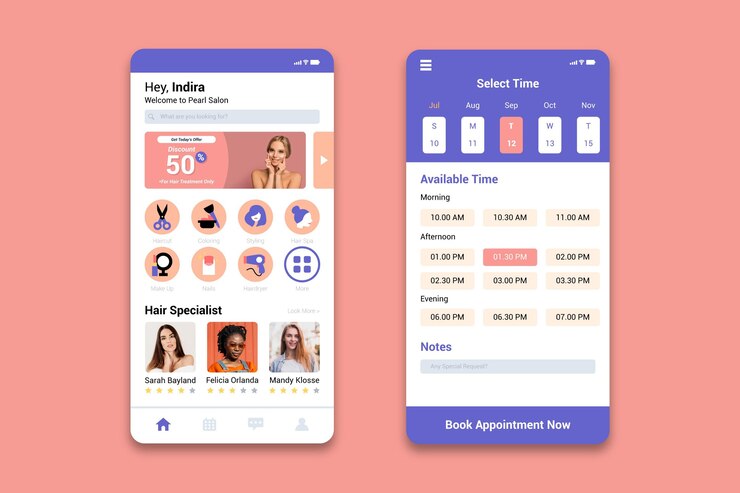 Hey, Indira
Welcome to Pearl Salon
What are you looking for?
Get Today's Offer
Discount
50%
*For Hair Treatment Only
Haircut
Coloring
Styling
Hair Spa
Make Up
Nails
Hairdryer
More
Hair Specialist
Look More >
Sarah Bayland
Felicia Orlanda
Mandy Klosse
Select Time
Jul Aug Sep Oct Nov
S M T W T
10 11 12 13 15
Available Time
Morning
10.00 AM 10.30 AM 11.00 AM
Afternoon
01.00 PM 01.30 PM 02.00 PM
02.30 PM 03.00 PM 03.30 PM
Evening
06.00 PM 06.30 PM 07.00 PM
Notes
Any Special Request?
Book Appointment Now